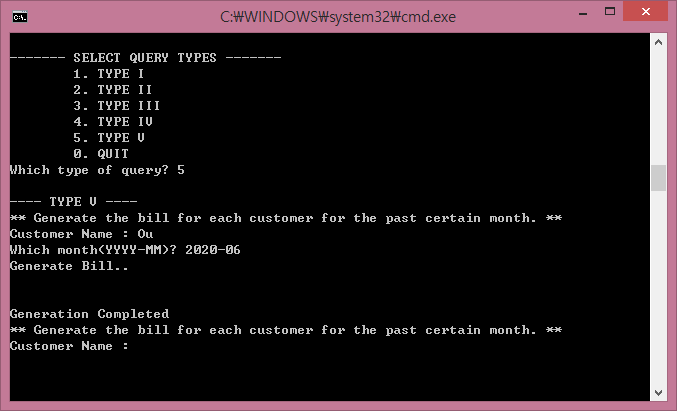 C:₩WINDOWS₩system32₩cmd.exe
------- SELECT QUERY TYPES -------
1. TYPE I
2. TYPE II
3. TYPE III
4. TYPE IV
5. TYPE V
0. QUIT
Which type of query? 5
---- TYPE V ----
** Generate the bill for each customer for the past certain month. **
Customer Name : Ou
Which month(YYYY-MM)? 2020-06
Generate Bill..
Generation Completed
** Generate the bill for each customer for the past certain month. **
Customer Name :